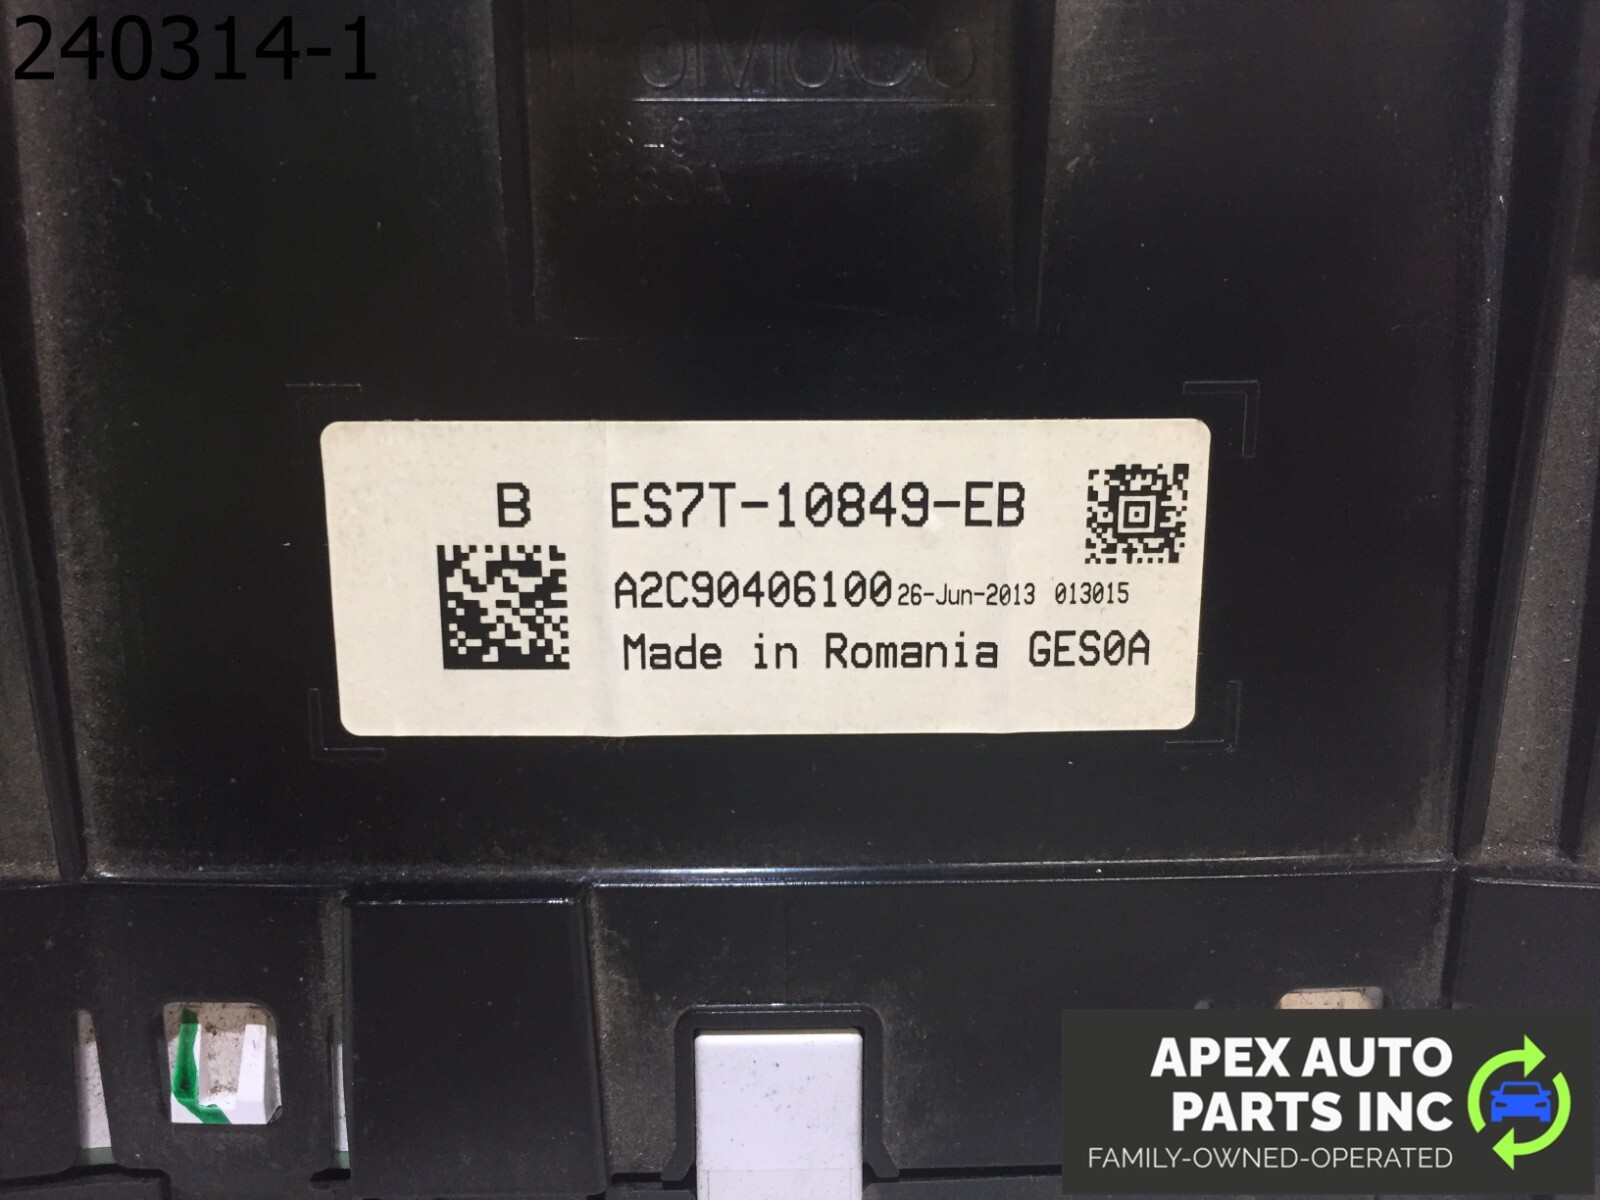 240314-1
oMoCo
B ES7T-10849-EB
A2C90406100 26-Jun-2013 013015
Made in Romania GES0A
APEX AUTO
PARTS INC
FAMILY-OWNED-OPERATED